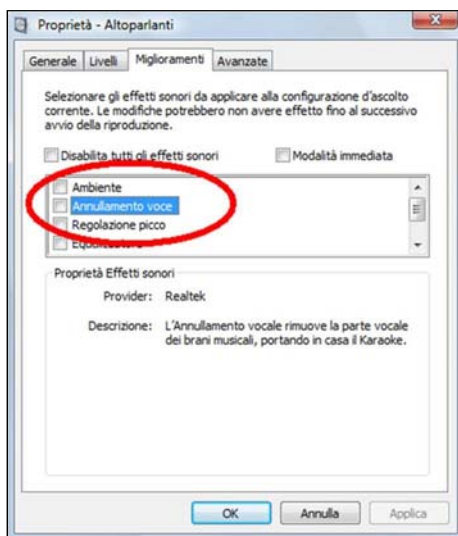 Proprietà - Altoparlanti
Generale Livelli Miglioramenti Avanzate
Selezionare gli effetti sonori da applicare alla configurazione d'ascolto
corrente. Le modifiche potrebbero non avere effetto fino al successivo
avvio della riproduzione.
Disabilita tutti gli effetti sonori Modalità immediata
Ambiente
Annullamento voce
Regolazione picco
Equalizzatore
Proprietà Effetti sonori
Provider: Realtek
Descrizione: L'Annullamento vocale rimuove la parte vocale
dei brani musicali, portando in casa il Karaoke.
OK Annulla Applica